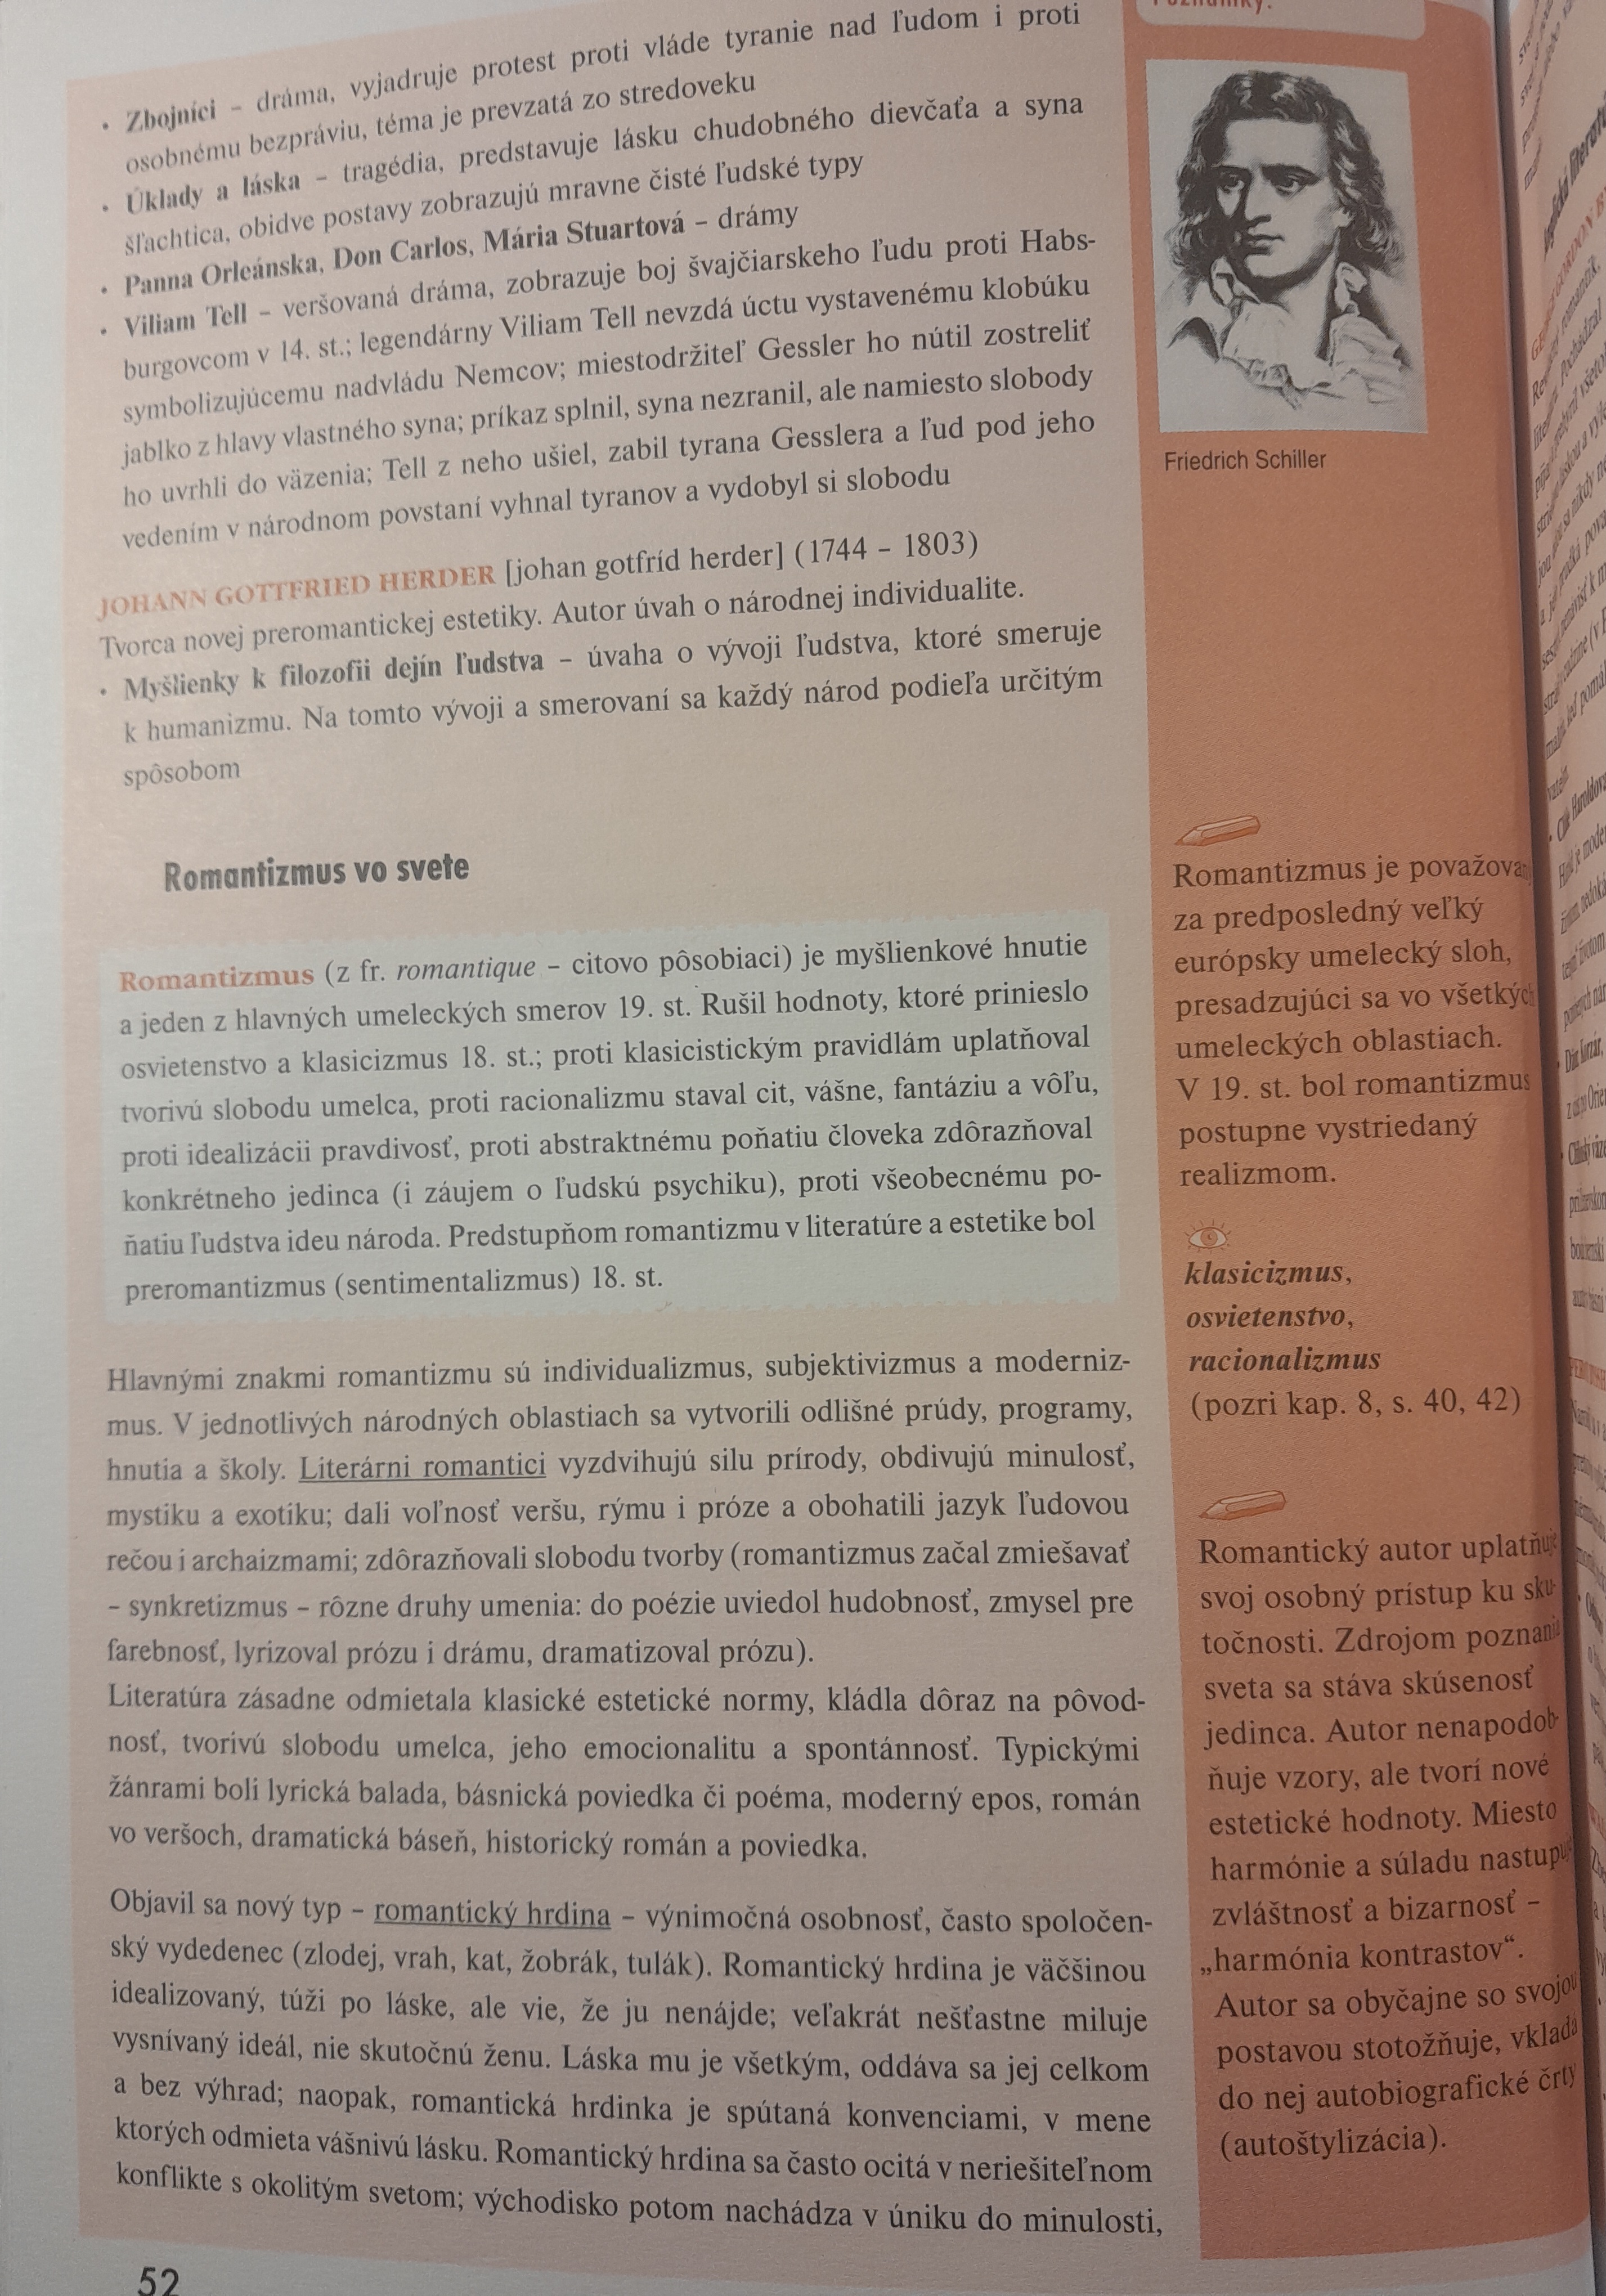 • Zbojníci – dráma, vyjadruje protest proti vláde tyranie nad ľudom i proti
osobnému bezpráviu, téma je prevzatá zo stredoveku
• Úklady a láska – tragédia, predstavuje lásku chudobného dievčaťa a syna
šľachtica, obidve postavy zobrazujú mravne čisté ľudské typy
• Panna Orleánska, Don Carlos, Mária Stuartová – drámy
• Viliam Tell – veršovaná dráma, zobrazuje boj švajčiarskeho ľudu proti Habs-
burgovcom v 14. st.; legendárny Viliam Tell nevzdá úctu vystavenému klobúku
symbolizujúcemu nadvládu Nemcov; miestodržiteľ Gessler ho nútil zostreliť
jablko z hlavy vlastného syna; príkaz splnil, syna nezranil, ale namiesto slobody
ho uvrhli do väzenia; Tell z neho ušiel, zabil tyrana Gesslera a ľud pod jeho
vedením v národnom povstaní vyhnal tyranov a vydobyl si slobodu
JOHANN GOTTFRIED HERDER [johan gotfríd herder] (1744 – 1803)
Tvorca novej preromantickej estetiky. Autor úvah o národnej individualite.
• Myšlienky k filozofii dejín ľudstva – úvaha o vývoji ľudstva, ktoré smeruje
k humanizmu. Na tomto vývoji a smerovaní sa každý národ podieľa určitým
spôsobom
Romantizmus vo svete
Romantizmus (z fr. romantique – citovo pôsobiaci) je myšlienkové hnutie
a jeden z hlavných umeleckých smerov 19. st. Rušil hodnoty, ktoré prinieslo
osvietenstvo a klasicizmus 18. st.; proti klasicistickým pravidlám uplatňoval
tvorivú slobodu umelca, proti racionalizmu staval cit, vášne, fantáziu a vôľu,
proti idealizácii pravdivosť, proti abstraktnému poňatiu človeka zdôrazňoval
konkrétneho jedinca (i záujem o ľudskú psychiku), proti všeobecnému po-
ňatiu ľudstva ideu národa. Predstupňom romantizmu v literatúre a estetike bol
preromantizmus (sentimentalizmus) 18. st.
Hlavnými znakmi romantizmu sú individualizmus, subjektivizmus a moderniz-
mus. V jednotlivých národných oblastiach sa vytvorili odlišné prúdy, programy,
hnutia a školy. Literárni romantici vyzdvihujú silu prírody, obdivujú minulosť,
mystiku a exotiku; dali voľnosť veršu, rýmu i próze a obohatili jazyk ľudovou
rečou i archaizmami; zdôrazňovali slobodu tvorby (romantizmus začal zmiešavať
– synkretizmus – rôzne druhy umenia: do poézie uviedol hudobnosť, zmysel pre
farebnosť, lyrizoval prózu i drámu, dramatizoval prózu).
Literatúra zásadne odmietala klasické estetické normy, kládla dôraz na pôvod-
nosť, tvorivú slobodu umelca, jeho emocionalitu a spontánnosť. Typickými
žánrami boli lyrická balada, básnická poviedka či poéma, moderný epos, román
vo veršoch, dramatická báseň, historický román a poviedka.
Objavil sa nový typ – romantický hrdina – výnimočná osobnosť, často spoločen-
ský vydedenec (zlodej, vrah, kat, žobrák, tulák). Romantický hrdina je väčšinou
idealizovaný, túži po láske, ale vie, že ju nenájde; veľakrát nešťastne miluje
vysnívaný ideál, nie skutočnú ženu. Láska mu je všetkým, oddáva sa jej celkom
a bez výhrad; naopak, romantická hrdinka je spútaná konvenciami, v mene
ktorých odmieta vášnivú lásku. Romantický hrdina sa často ocitá v neriešiteľnom
konflikte s okolitým svetom; východisko potom nachádza v úniku do minulosti,
52
Poznámky:
Friedrich Schiller
Romantizmus je
za predposledný veľký
európsky umelecký sloh,
presadzujúci sa vo všetkých
umeleckých oblastiach.
V 19. st. bol romantizmus
postupne vystriedaný
realizmom.
klasicizmus,
osvietenstvo,
racionalizmus
(pozri kap. 8, s. 40, 42)
Romantický autor uplatňuje
svoj osobný prístup ku sku-
točnosti. Zdrojom poznania
sveta sa stáva skúsenosť
jedinca. Autor nenapodob-
ňuje vzory, ale tvorí nové
estetické hodnoty. Miesto
harmónie a súladu nastupuje
zvláštnosť a bizarnosť –
„harmónia kontrastov“.
Autor sa obyčajne so svojou
postavou stotožňuje, vkladá
do nej autobiografické črty
(autoštylizácia).